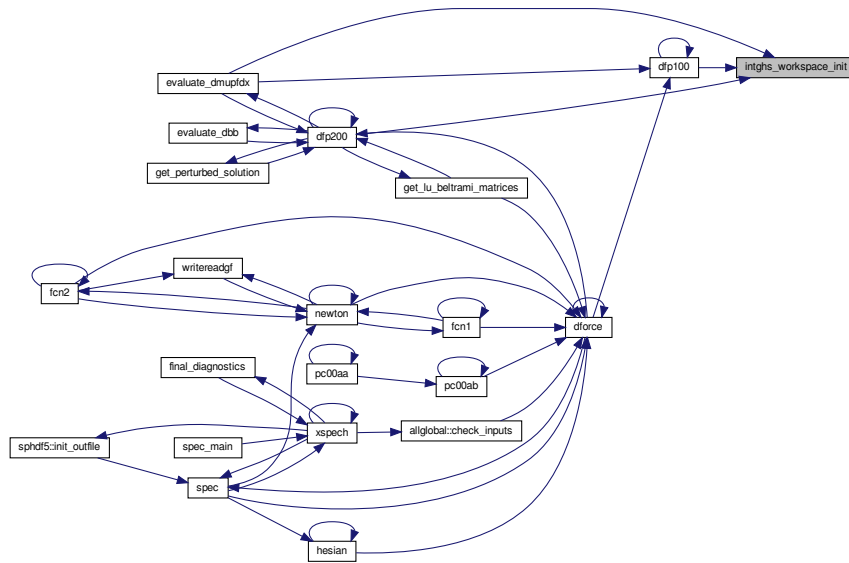 intghs_workspace_init
dfp100
evaluate_dmupfdx
evaluate_dbb
dfp200
get_perturbed_solution
get_lu_beltrami_matrices
writereadgf
fcn2
newton
fcn1
dforce
final_diagnostics
pc00aa
pc00ab
sphdf5::init_outfile
spec_main
xspech
allglobal::check_inputs
spec
hesian